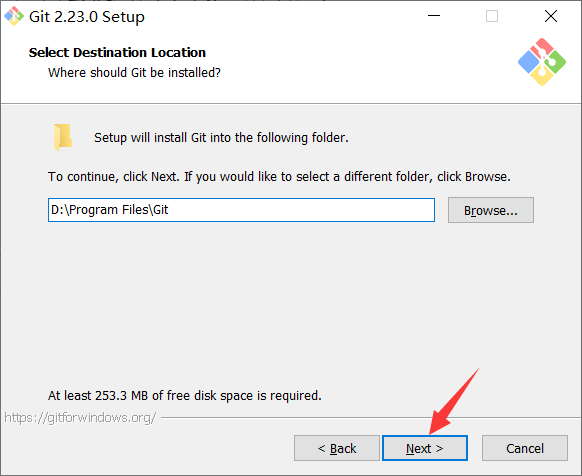 Git 2.23.0 Setup
Select Destination Location
Where should Git be installed?
Setup will install Git into the following folder.
To continue, click Next. If you would like to select a different folder, click Browse.
D:\Program Files\Git
Browse...
At least 253.3 MB of free disk space is required.
https://gitforwindows.org/
< Back
Next >
Cancel